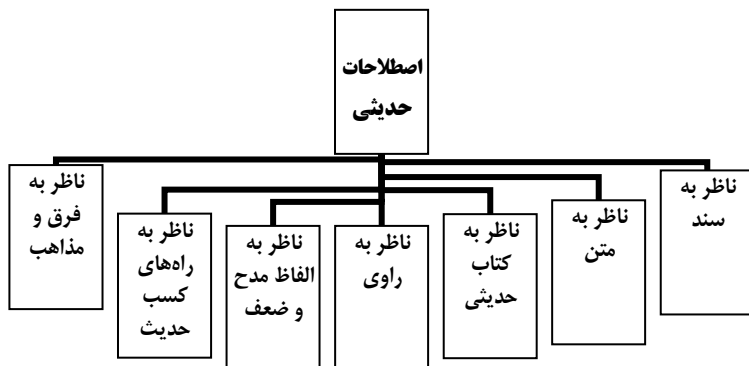 اصطلاحات
حدیثی
ناظر به
سند
ناظر به
متن
ناظر به
کتاب
حدیثی
ناظر به
راوی
ناظر به
الفاظ مدح
و ضعف
ناظر به
راه‌های
کسب
حدیث
ناظر به
فرق و
مذاهب